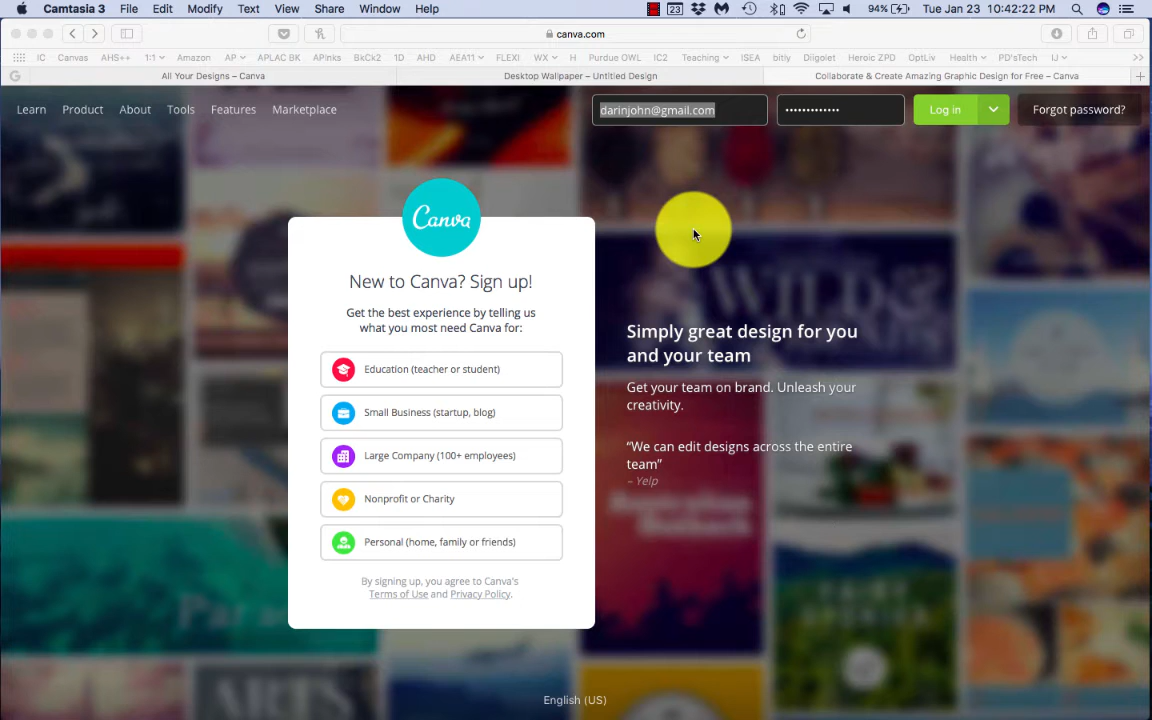 Camtasia 3 File Edit Modify Text View Share Window Help 23 94% Tue Jan 23 10:42:22 PM
canva.com
IC Canvas AHS++ 1:1 Amazon AP APLAC BK APlnks BkCk2 1D AHD AEA11 FLEXI WX H Purdue OWL IC2 Teaching ISEA bitly Diigolet Heroic ZPD OptLiv Health PD'sTech IJ >>
G All Your Designs – Canva Desktop Wallpaper – Untitled Design Collaborate & Create Amazing Graphic Design for Free – Canva +
Learn Product About Tools Features Marketplace darinjohn@gmail.com •••••••••••• Log in Forgot password?
Canva
New to Canva? Sign up!
Get the best experience by telling us
what you most need Canva for:
Education (teacher or student)
Small Business (startup, blog)
Large Company (100+ employees)
Nonprofit or Charity
Personal (home, family or friends)
By signing up, you agree to Canva's
Terms of Use and Privacy Policy.
WILD &
Simply great design for you
and your team
Get your team on brand. Unleash your
creativity.
“We can edit designs across the entire
team”
– Yelp
Australian
Outback
ARTS
English (US)